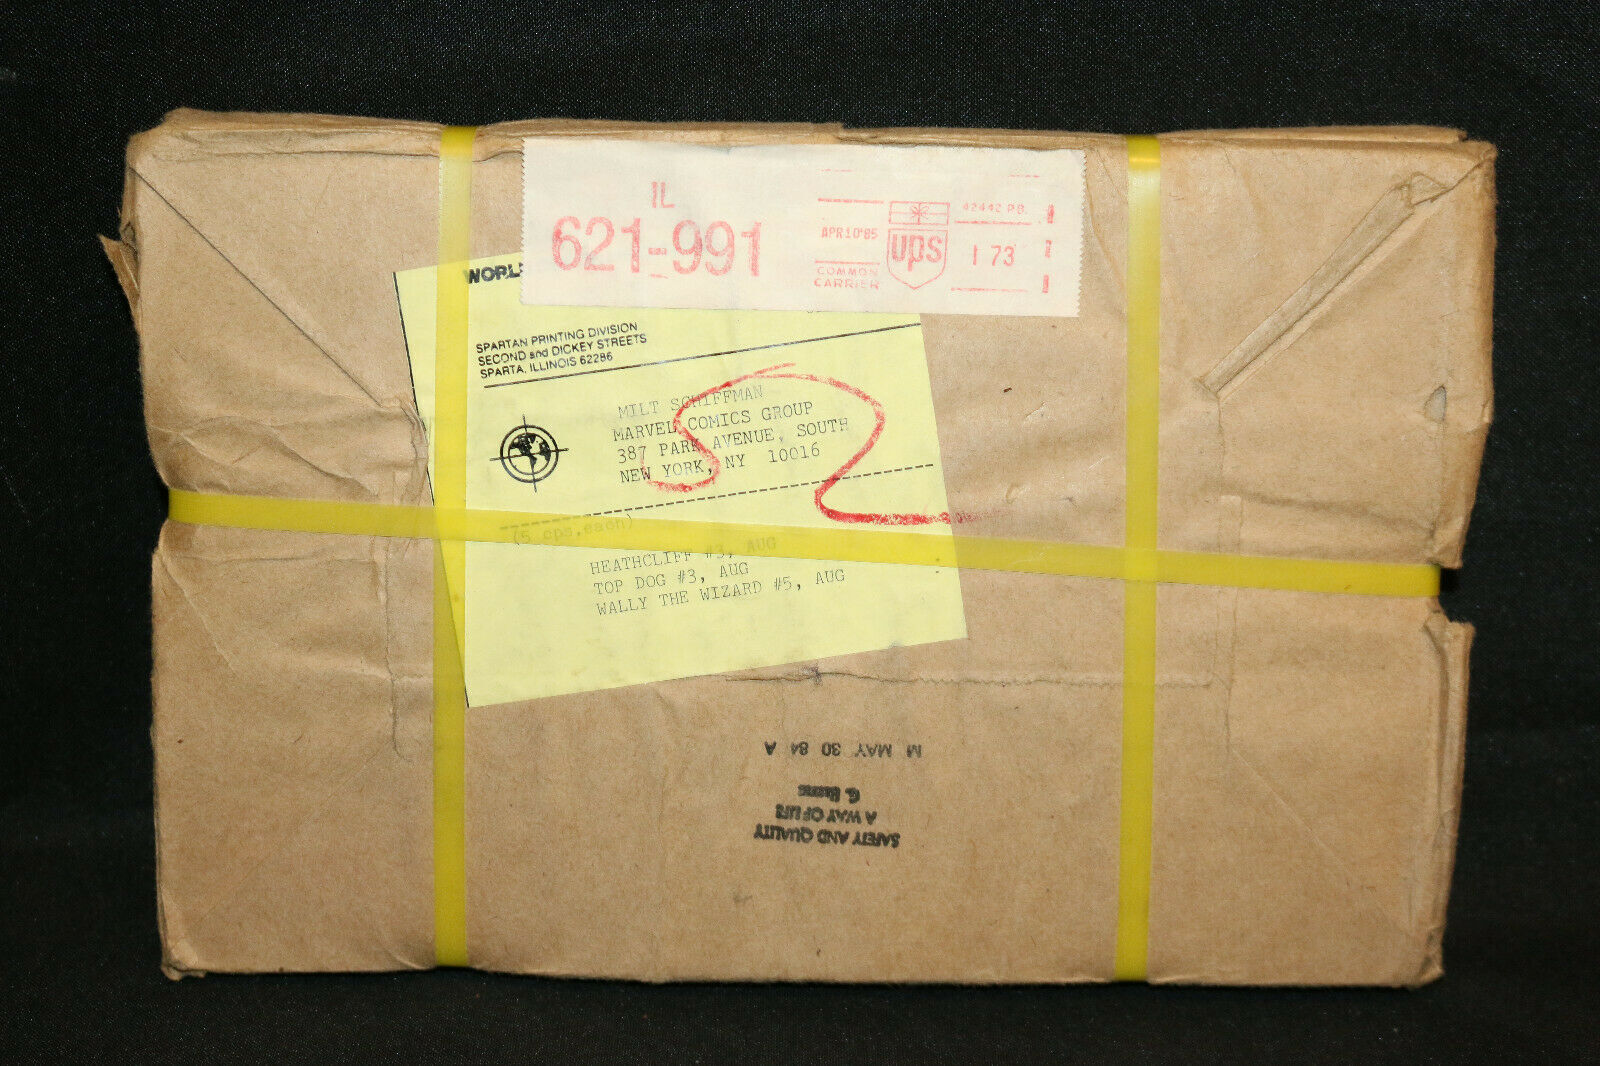 IL
621-991
APR10'85
COMMON
CARRIER
ups
42442 P.B.
1 73
WORL
SPARTAN PRINTING DIVISION
SECOND and DICKEY STREETS
SPARTA, ILLINOIS 62286
MILT SCHIFFMAN
MARVEL COMICS GROUP
387 PARK AVENUE, SOUTH
NEW YORK, NY 10016
(5 cps.each)
HEATHCLIFF #3, AUG
TOP DOG #3, AUG
WALLY THE WIZARD #5, AUG
SAFETY AND QUALITY
A WAY OF LIFE
G.
M MAY 30 84 A